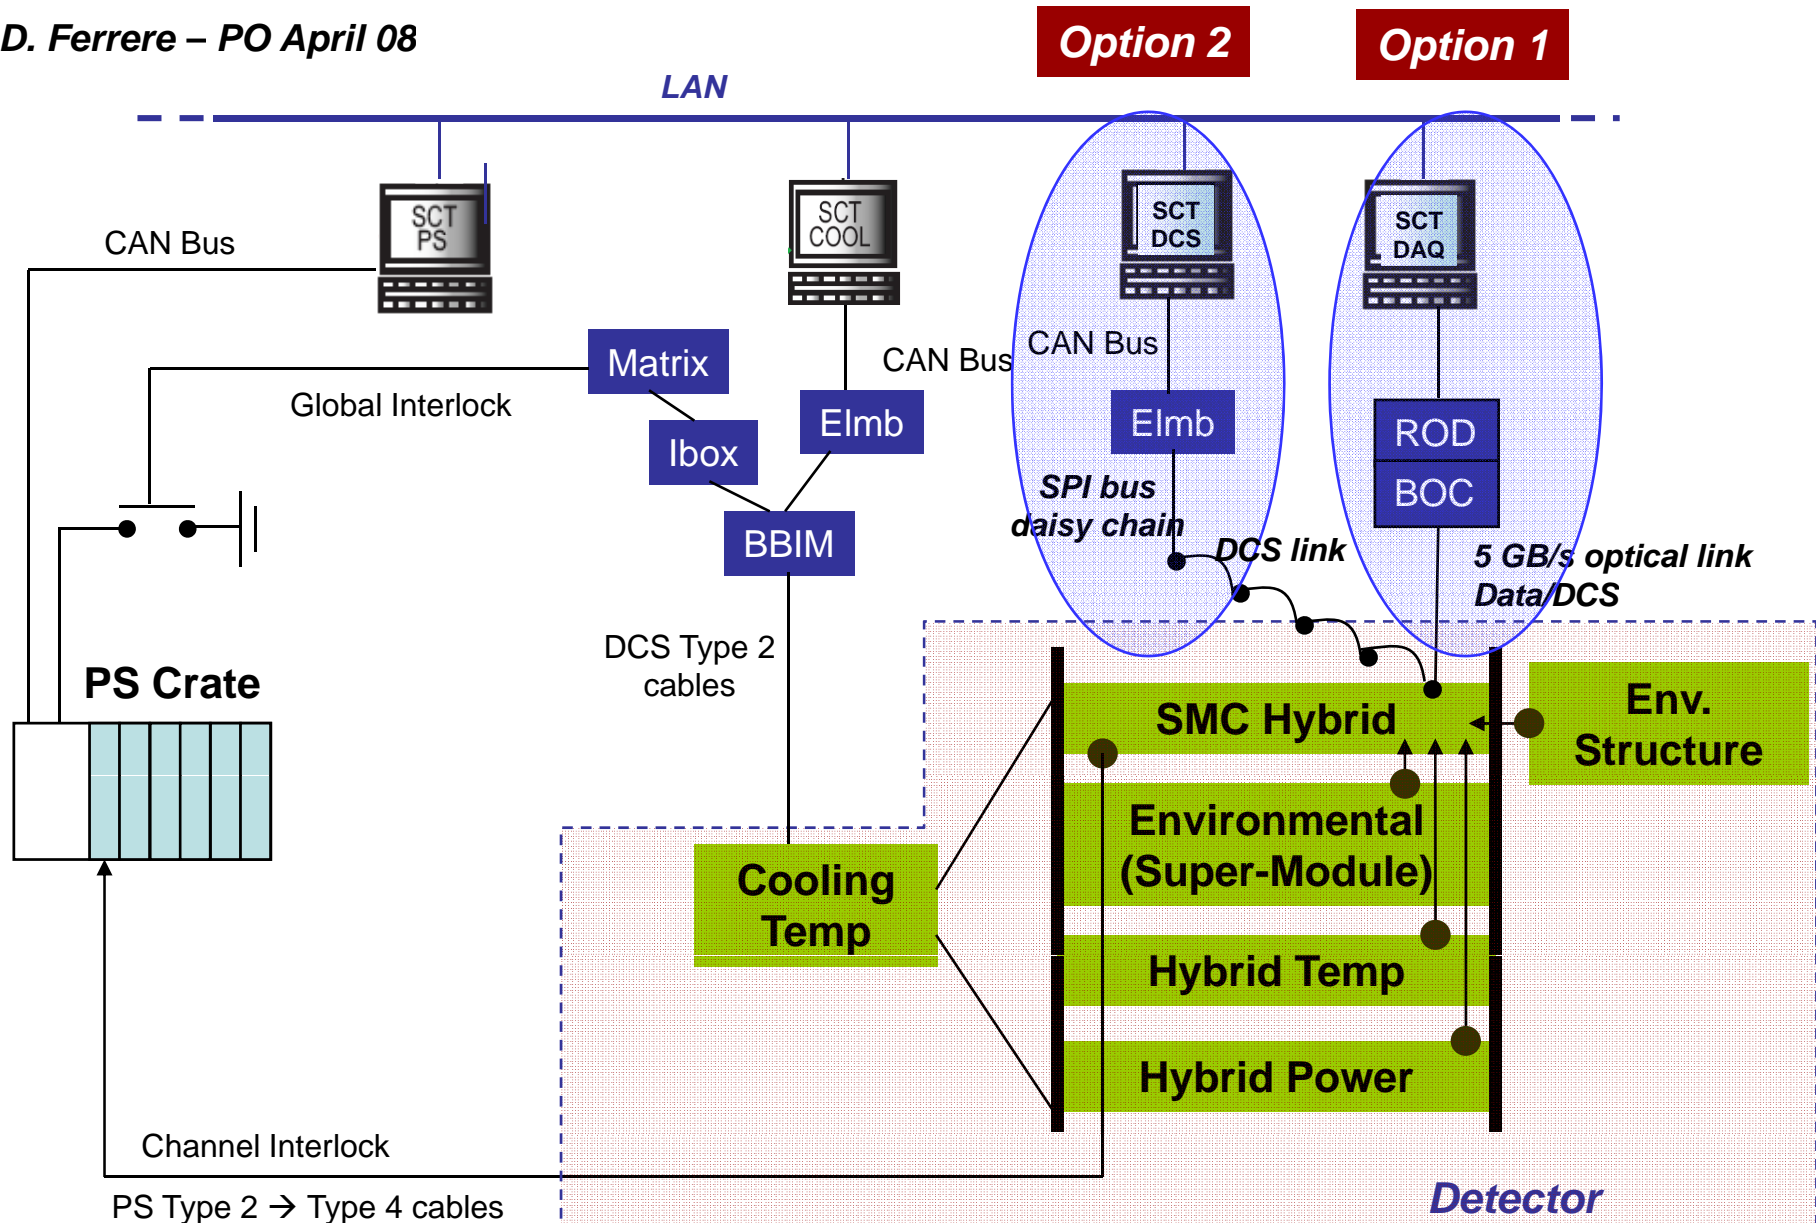 D. Ferrere – PO April 08
Option 2
Option 1
LAN
SCT
PS
SCT
COOL
SCT
DCS
SCT
DAQ
CAN Bus
CAN Bus
CAN Bus
Matrix
Global Interlock
Ibox
Elmb
Elmb
ROD
BOC
BBIM
SPI bus
daisy chain
DCS link
5 GB/s optical link
Data/DCS
DCS Type 2
cables
PS Crate
SMC Hybrid
Env.
Structure
Environmental
(Super-Module)
Cooling
Temp
Hybrid Temp
Hybrid Power
Channel Interlock
PS Type 2 → Type 4 cables
Detector